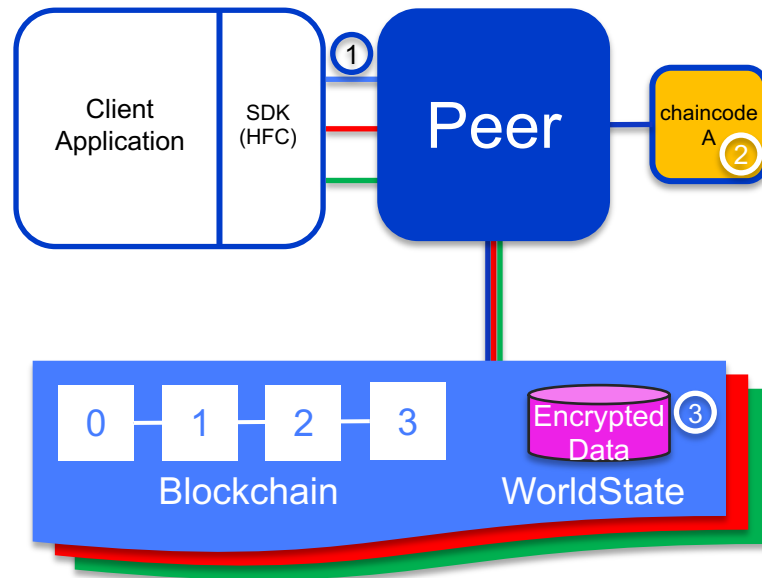 Client
Application
SDK
(HFC)
1
Peer
chaincode
A
2
0
1
2
3
Blockchain
Encrypted
Data
3
WorldState